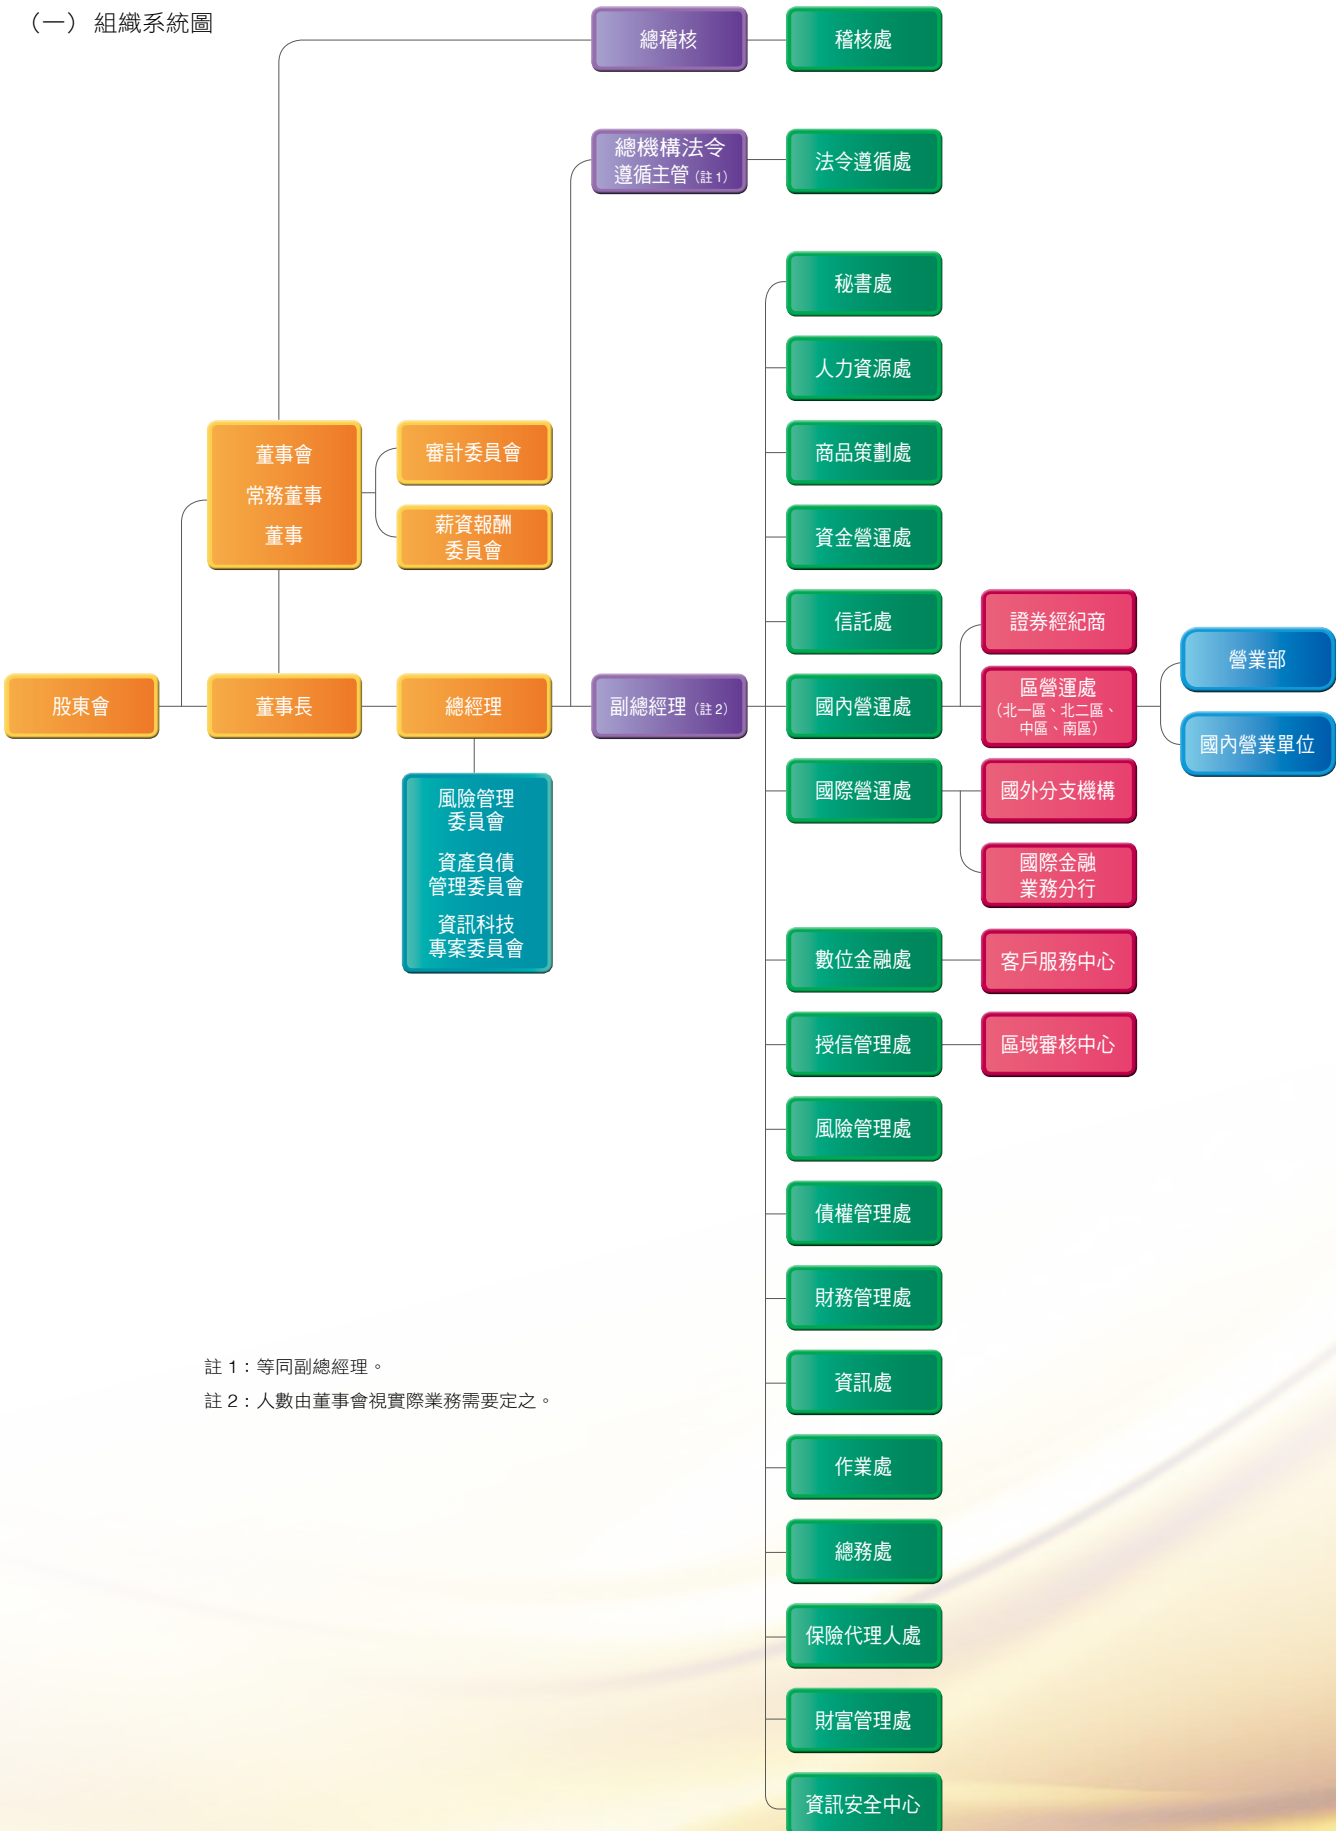 （一） 組織系統圖
總稽核
稽核處
總機構法令
遵循主管（註 1）
法令遵循處
秘書處
人力資源處
商品策劃處
資金營運處
信託處
董事會
常務董事
董事
審計委員會
薪資報酬
委員會
股東會
董事長
總經理
副總經理（註 2）
國內營運處
證券經紀商
區營運處
（北一區、北二區、
中區、南區）
營業部
國內營業單位
國際營運處
國外分支機構
國際金融
業務分行
風險管理
委員會
資產負債
管理委員會
資訊科技
專案委員會
數位金融處
客戶服務中心
授信管理處
區域審核中心
風險管理處
債權管理處
財務管理處
資訊處
作業處
總務處
保險代理人處
財富管理處
資訊安全中心
註 1：等同副總經理。
註 2：人數由董事會視實際業務需要定之。